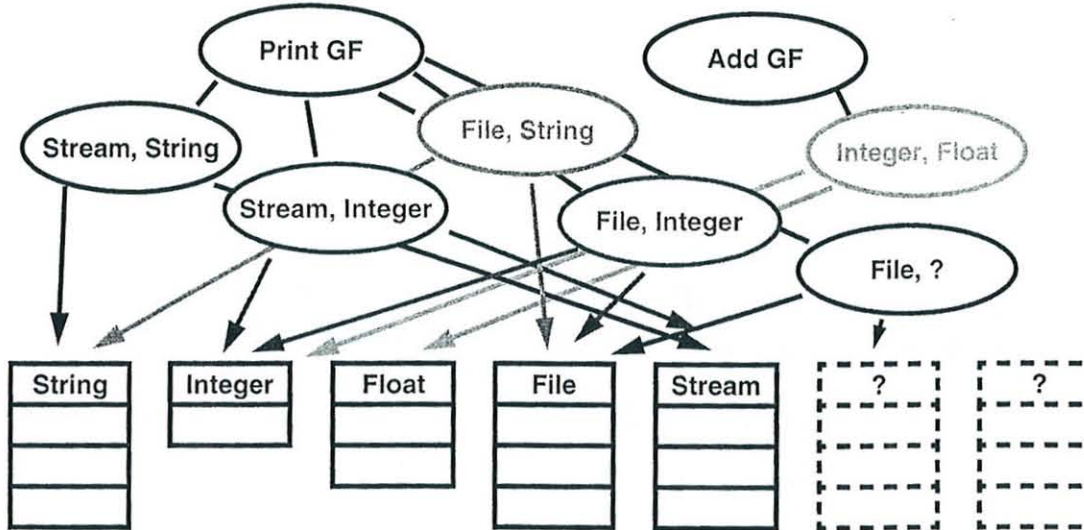 Print GF
Add GF
File, String
Stream, String
Integer, Float
Stream, Integer
File, Integer
File, ?
String
Integer
Float
File
Stream
?
?